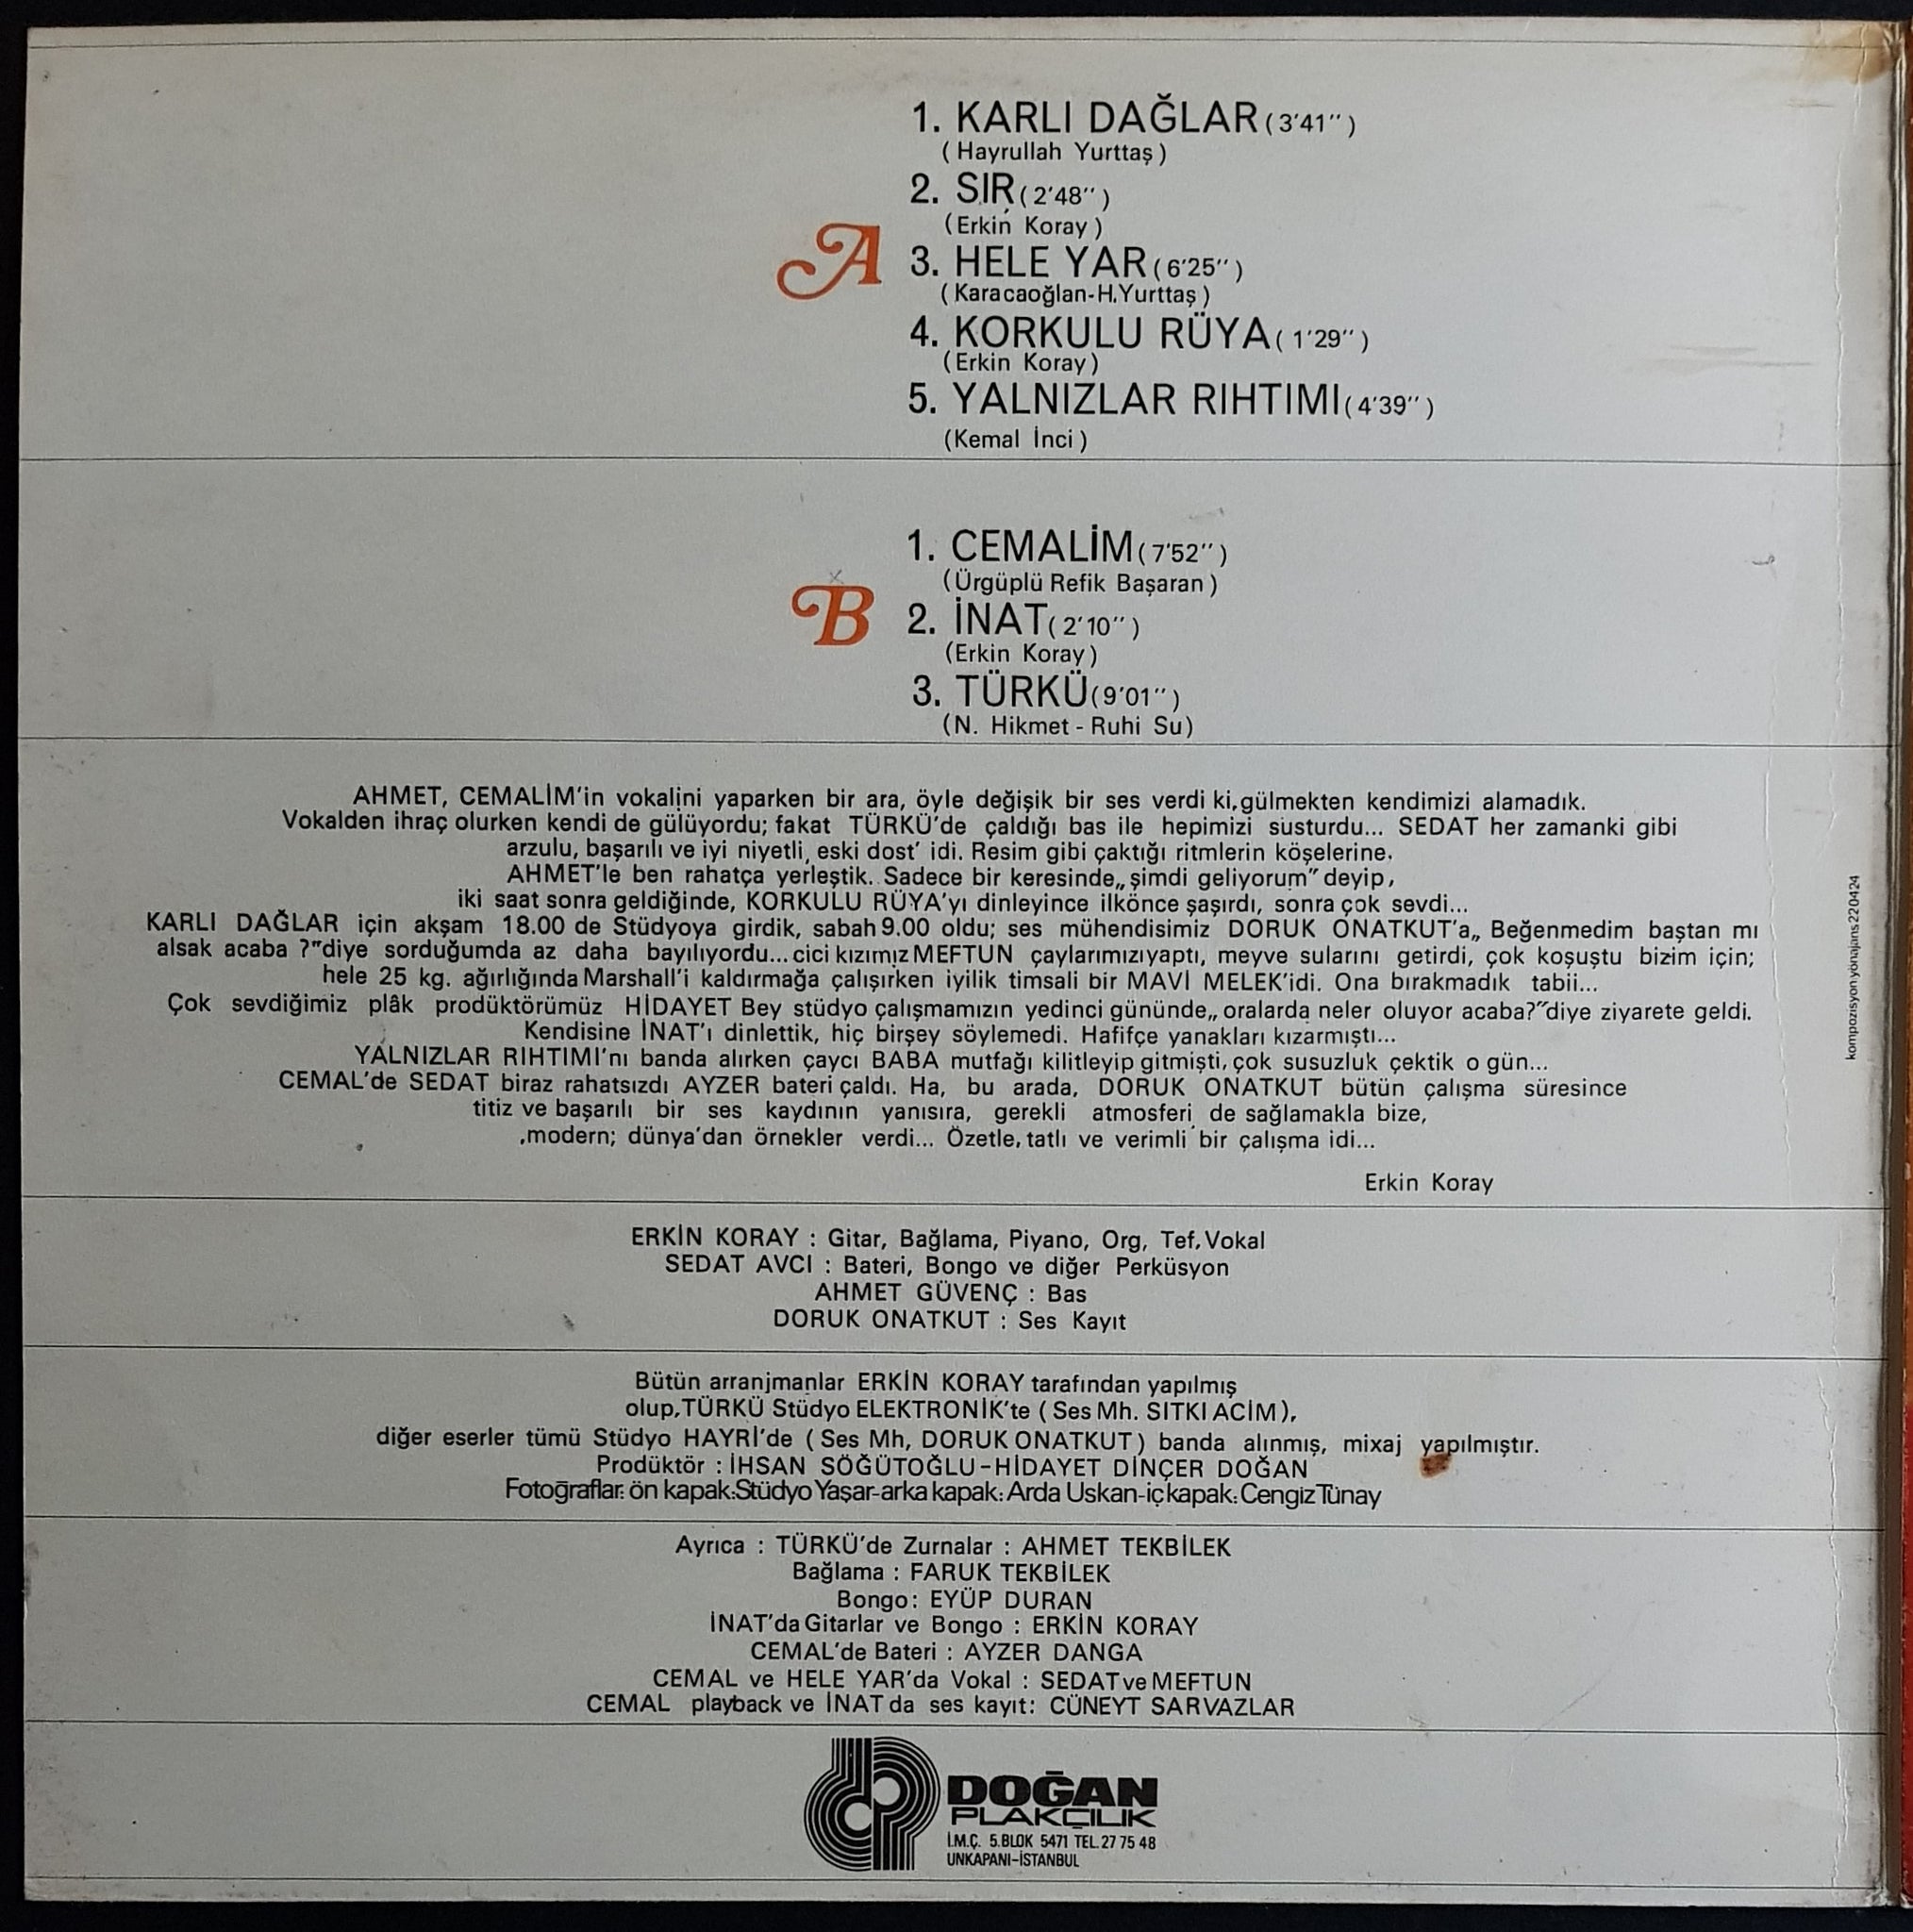 A
1. KARLI DAĞLAR (3'41'')
(Hayrullah Yurttaş)
2. SIR (2'48'')
(Erkin Koray)
3. HELE YAR (6'25'')
(Karacaoğlan-H.Yurttaş)
4. KORKULU RÜYA (1'29'')
(Erkin Koray)
5. YALNIZLAR RIHTIMI (4'39'')
(Kemal İnci)
B
1. CEMALİM (7'52'')
(Ürgüplü Refik Başaran)
2. İNAT (2'10'')
(Erkin Koray)
3. TÜRKÜ (9'01'')
(N. Hikmet - Ruhi Su)
AHMET, CEMALİM'in vokalini yaparken bir ara, öyle değişik bir ses verdi ki, gülmekten kendimizi alamadık.
Vokalden ihraç olurken kendi de gülüyordu; fakat TÜRKÜ'de çaldığı bas ile hepimizi susturdu... SEDAT her zamanki gibi
arzulu, başarılı ve iyi niyetli, eski dost' idi. Resim gibi çaktığı ritmlerin köşelerine.
AHMET'le ben rahatça yerleştik. Sadece bir keresinde„ şimdi geliyorum” deyip,
iki saat sonra geldiğinde, KORKULU RÜYA'yı dinleyince ilkönce şaşırdı, sonra çok sevdi...
KARLI DAĞLAR için akşam 18.00 de Stüdyoya girdik, sabah 9.00 oldu; ses mühendisimiz DORUK ONATKUT'a„ Beğenmedim baştan mı
alsak acaba ?”diye sorduğumda az daha bayılıyordu... cici kızımız MEFTUN çaylarımızıyaptı, meyve sularını getirdi, çok koşuştu bizim için;
hele 25 kg. ağırlığında Marshall'i kaldırmağa çalışırken iyilik timsali bir MAVİ MELEK'idi. Ona bırakmadık tabii...
Çok sevdiğimiz plâk prodüktörümüz HİDAYET Bey stüdyo çalışmamızın yedinci gününde„ oralarda neler oluyor acaba?”diye ziyarete geldi.
Kendisine İNAT'ı dinlettik, hiç birşey söylemedi. Hafifçe yanakları kızarmıştı...
YALNIZLAR RIHTIMI'nı banda alırken çaycı BABA mutfağı kilitleyip gitmişti, çok susuzluk çektik o gün...
CEMAL'de SEDAT biraz rahatsızdı AYZER bateri çaldı. Ha, bu arada, DORUK ONATKUT bütün çalışma süresince
titiz ve başarılı bir ses kaydının yanısıra, gerekli atmosferi de sağlamakla bize,
,modern; dünya'dan örnekler verdi... Özetle, tatlı ve verimli bir çalışma idi...
Erkin Koray
ERKİN KORAY : Gitar, Bağlama, Piyano, Org, Tef, Vokal
SEDAT AVCI : Bateri, Bongo ve diğer Perküsyon
AHMET GÜVENÇ : Bas
DORUK ONATKUT : Ses Kayıt
Bütün arranjmanlar ERKİN KORAY tarafından yapılmış
olup, TÜRKÜ Stüdyo ELEKTRONİK'te (Ses Mh. SITKI ACİM),
diğer eserler tümü Stüdyo HAYRİ'de (Ses Mh, DORUK ONATKUT) banda alınmış, mixaj yapılmıştır.
Prodüktör : İHSAN SÖĞÜTOĞLU-HİDAYET DİNÇER DOĞAN
Fotoğraflar: ön kapak:Stüdyo Yaşar-arka kapak: Arda Uskan-iç kapak: Cengiz Tünay
Ayrıca : TÜRKÜ'de Zurnalar : AHMET TEKBİLEK
Bağlama : FARUK TEKBİLEK
Bongo: EYÜP DURAN
İNAT'da Gitarlar ve Bongo : ERKİN KORAY
CEMAL'de Bateri : AYZER DANGA
CEMAL ve HELE YAR'da Vokal : SEDAT ve MEFTUN
CEMAL playback ve İNAT da ses kayıt: CÜNEYT SARVAZLAR
DOĞAN
PLAKÇILIK
İ.M.Ç. 5.BLOK 5471 TEL.27 75 48
UNKAPANI-İSTANBUL
kompozisyon yönajans 220424